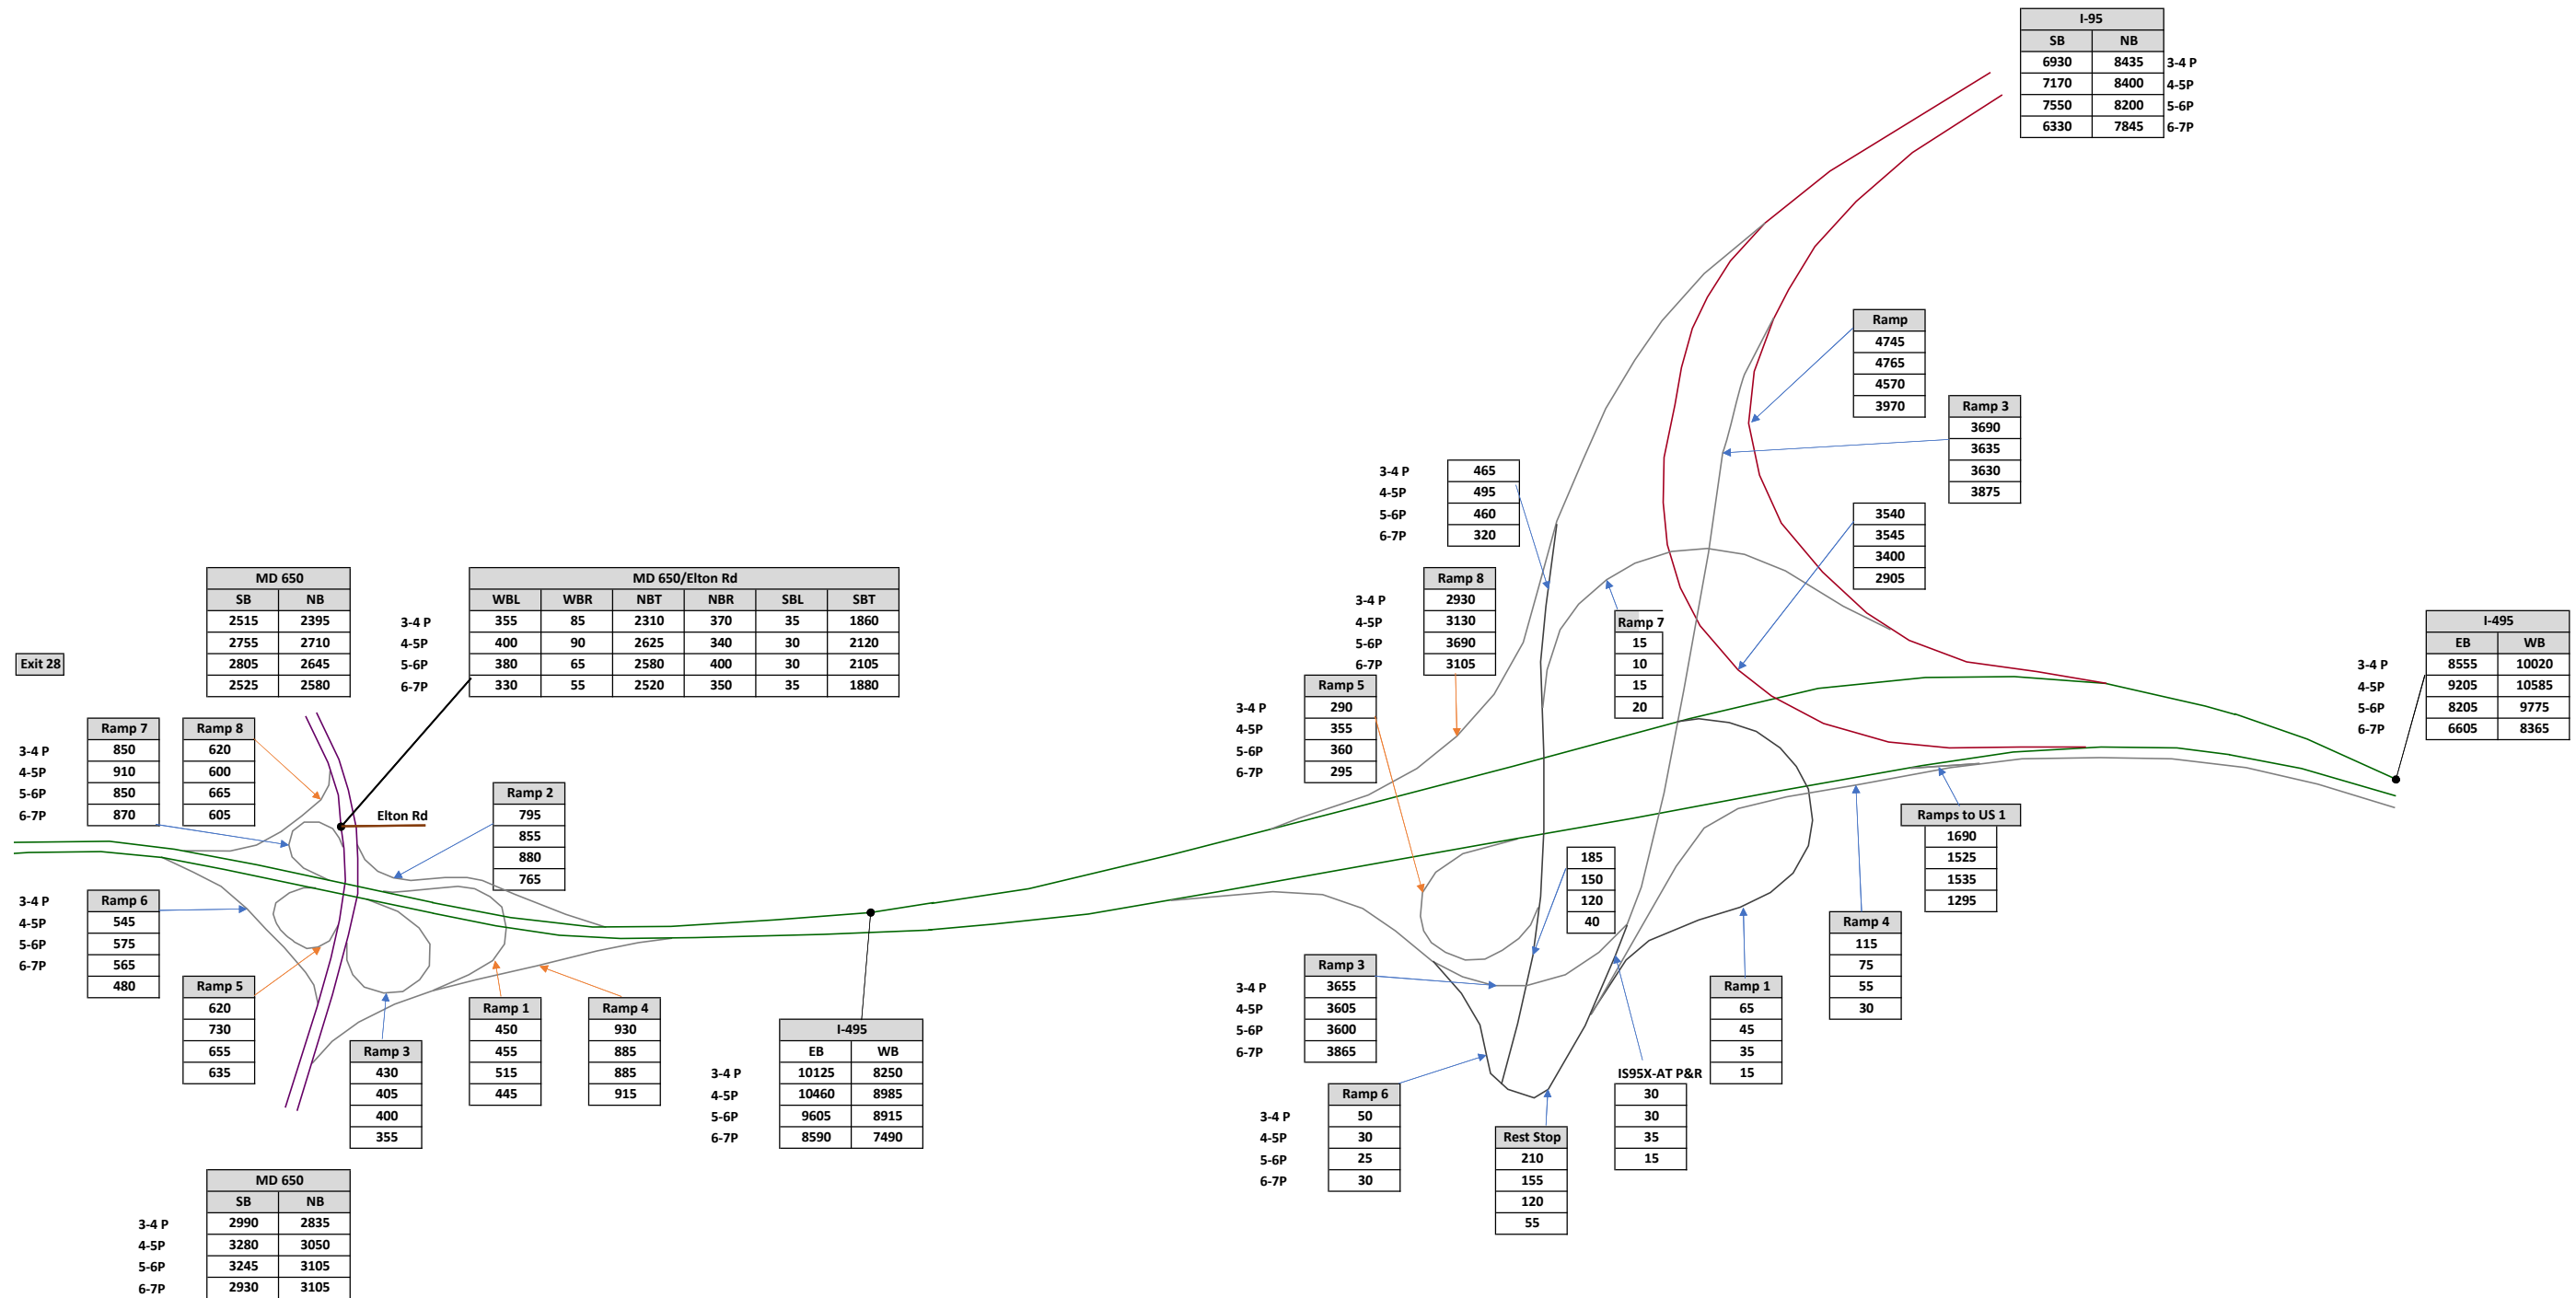 I-95
SB NB
6930 8435 3-4 P
7170 8400 4-5P
7550 8200 5-6P
6330 7845 6-7P
Ramp
4745
4765
4570
3970
Ramp 3
3690
3635
3630
3875
3-4 P 465
4-5P 495
5-6P 460
6-7P 320
3540
3545
3400
2905
Ramp 8
3-4 P 2930
4-5P 3130
5-6P 3690
6-7P 3105
Ramp 7
15
10
15
20
I-495
EB WB
3-4 P 8555 10020
4-5P 9205 10585
5-6P 8205 9775
6-7P 6605 8365
Exit 28
MD 650
SB NB
2515 2395
2755 2710
2805 2645
2525 2580
MD 650/Elton Rd
WBL WBR NBT NBR SBL SBT
3-4 P 355 85 2310 370 35 1860
4-5P 400 90 2625 340 30 2120
5-6P 380 65 2580 400 30 2105
6-7P 330 55 2520 350 35 1880
Ramp 5
3-4 P 290
4-5P 355
5-6P 360
6-7P 295
Ramp 7 Ramp 8
3-4 P 850 620
4-5P 910 600
5-6P 850 665
6-7P 870 605
Elton Rd
Ramp 2
795
855
880
765
Ramps to US 1
1690
1525
1535
1295
185
150
120
40
Ramp 6
3-4 P 545
4-5P 575
5-6P 565
6-7P 480
Ramp 4
115
75
55
30
Ramp 5
620
730
655
635
Ramp 3
430
405
400
355
Ramp 1
450
455
515
445
Ramp 4
930
885
885
915
I-495
EB WB
3-4 P 10125 8250
4-5P 10460 8985
5-6P 9605 8915
6-7P 8590 7490
Ramp 3
3-4 P 3655
4-5P 3605
5-6P 3600
6-7P 3865
Ramp 1
65
45
35
15
IS95X-AT P&R
30
30
35
15
Ramp 6
3-4 P 50
4-5P 30
5-6P 25
6-7P 30
Rest Stop
210
155
120
55
MD 650
SB NB
3-4 P 2990 2835
4-5P 3280 3050
5-6P 3245 3105
6-7P 2930 3105